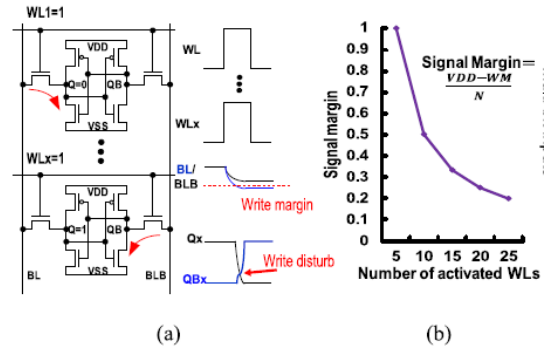 WL1=1
VDD
Q=0
QB
VSS
WLx=1
VDD
Q=1
QB
VSS
BL
BLB
WL
WLx
BL/
BLB
Write margin
Qx
Write disturb
QBx
(a)
Signal Margin=
VDD-WM
N
Signal margin
1
0.9
0.8
0.7
0.6
0.5
0.4
0.3
0.2
0.1
0
5 10 15 20 25
Number of activated WLs
(b)